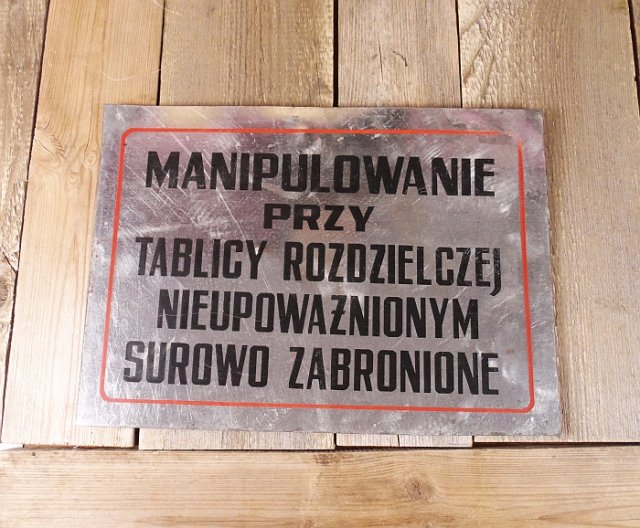 MANIPULOWANIE
PRZY
TABLICY ROZDZIELCZEJ
NIEUPOWAŻNIONYM
SUROWO ZABRONIONE